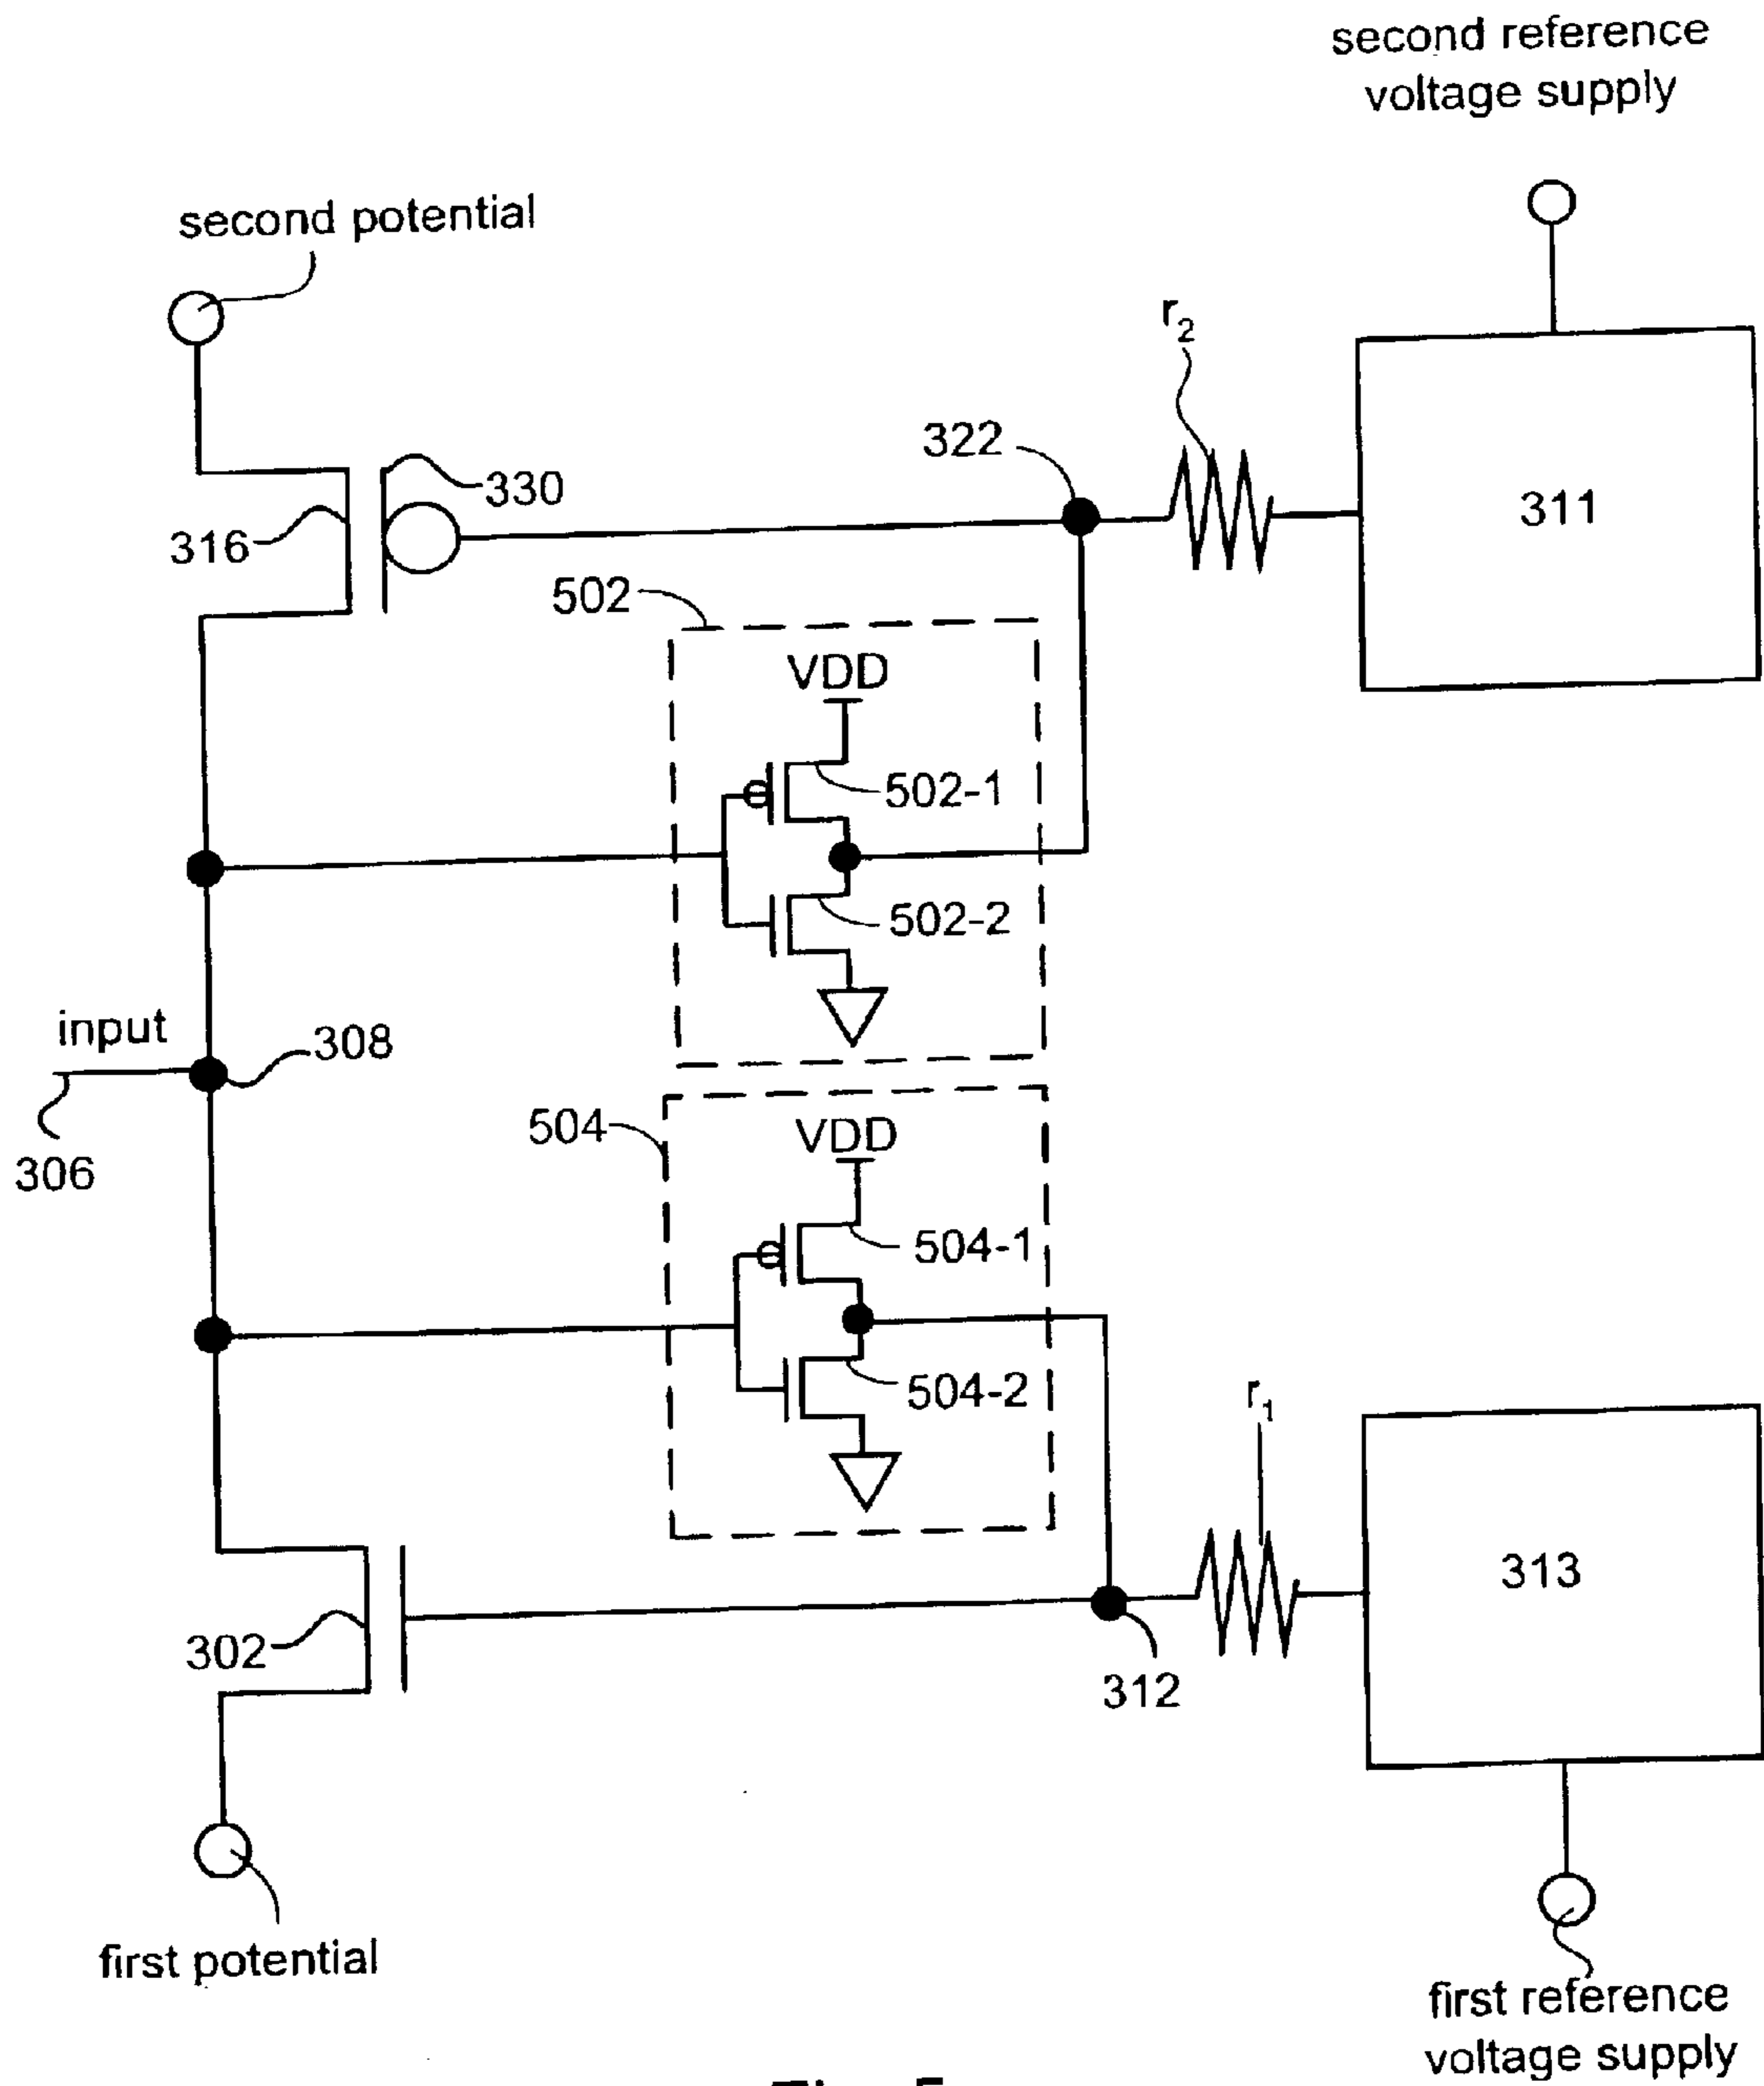 second reference
voltage supply
second potential
r2
322
330
311
316
502
VDD
502-1
502-2
input
308
504
VDD
306
504-1
504-2
r1
313
302
312
first potential
first reference
voltage supply